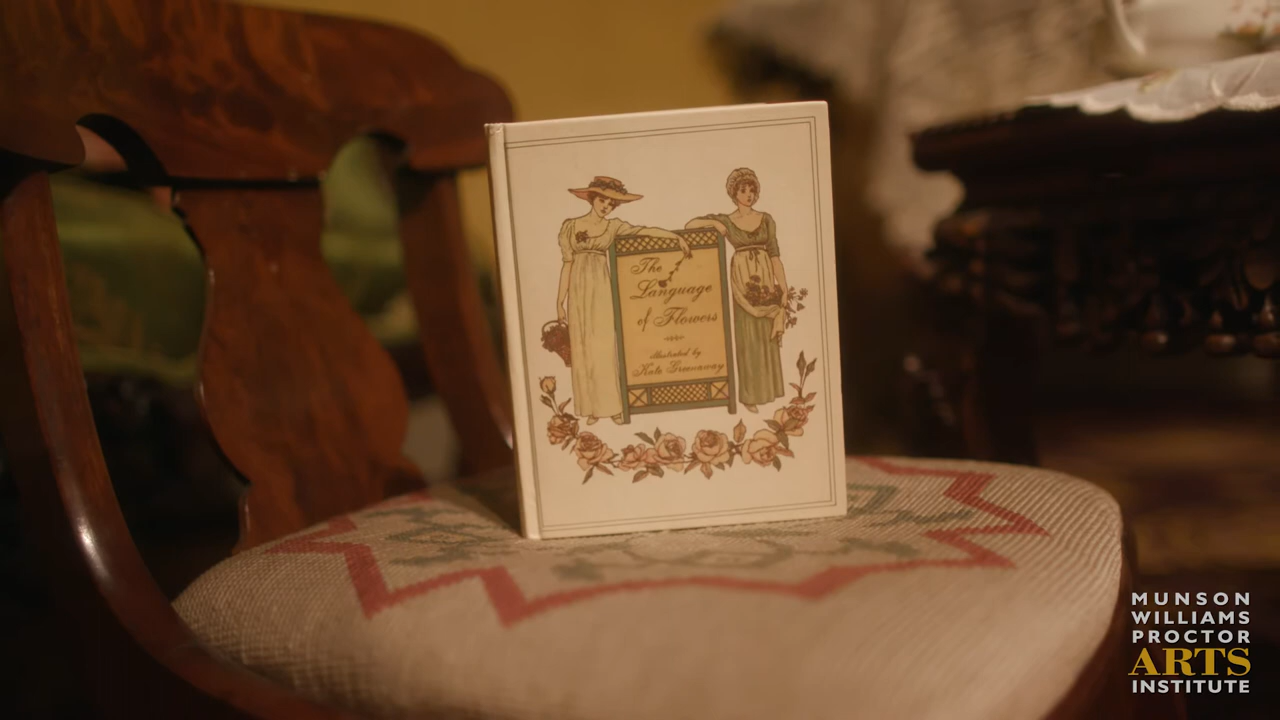 The
Language
of Flowers
illustrated by
Kate Greenaway
MUNSON
WILLIAMS
PROCTOR
ARTS
INSTITUTE